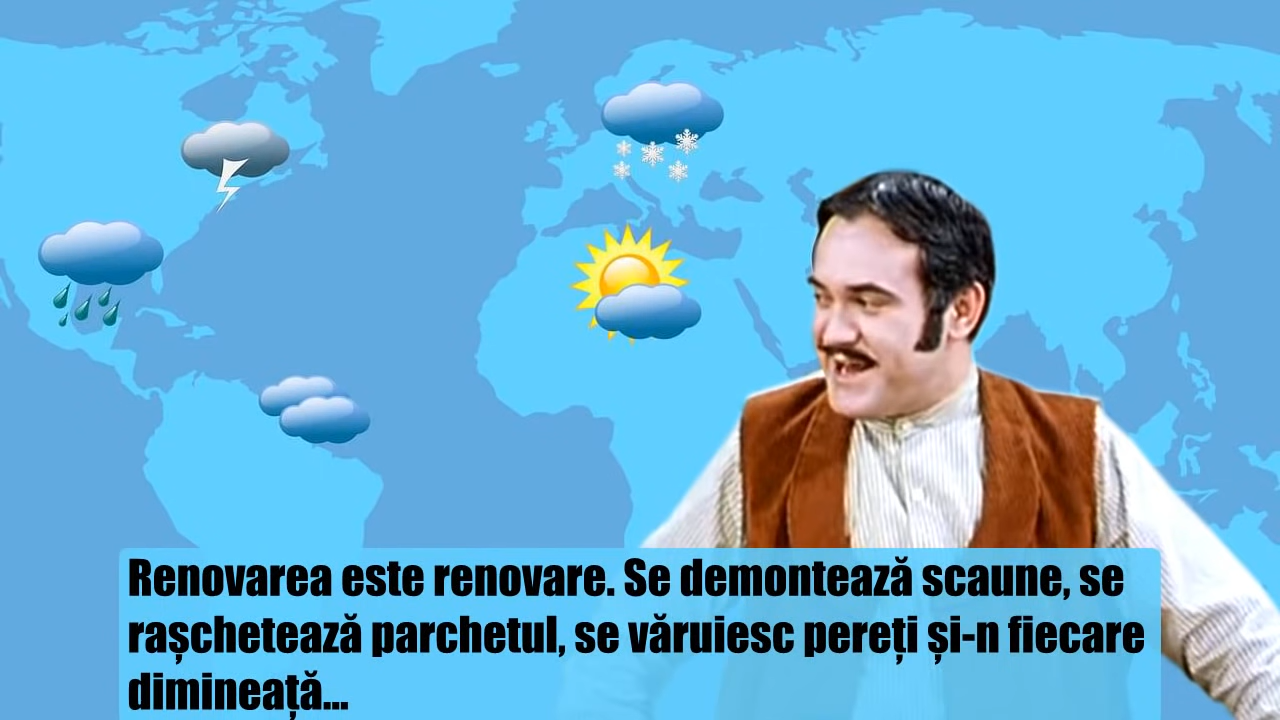 Renovarea este renovare. Se demontează scaune, se
rașchetează parchetul, se văruiesc pereți și-n fiecare
dimineață...